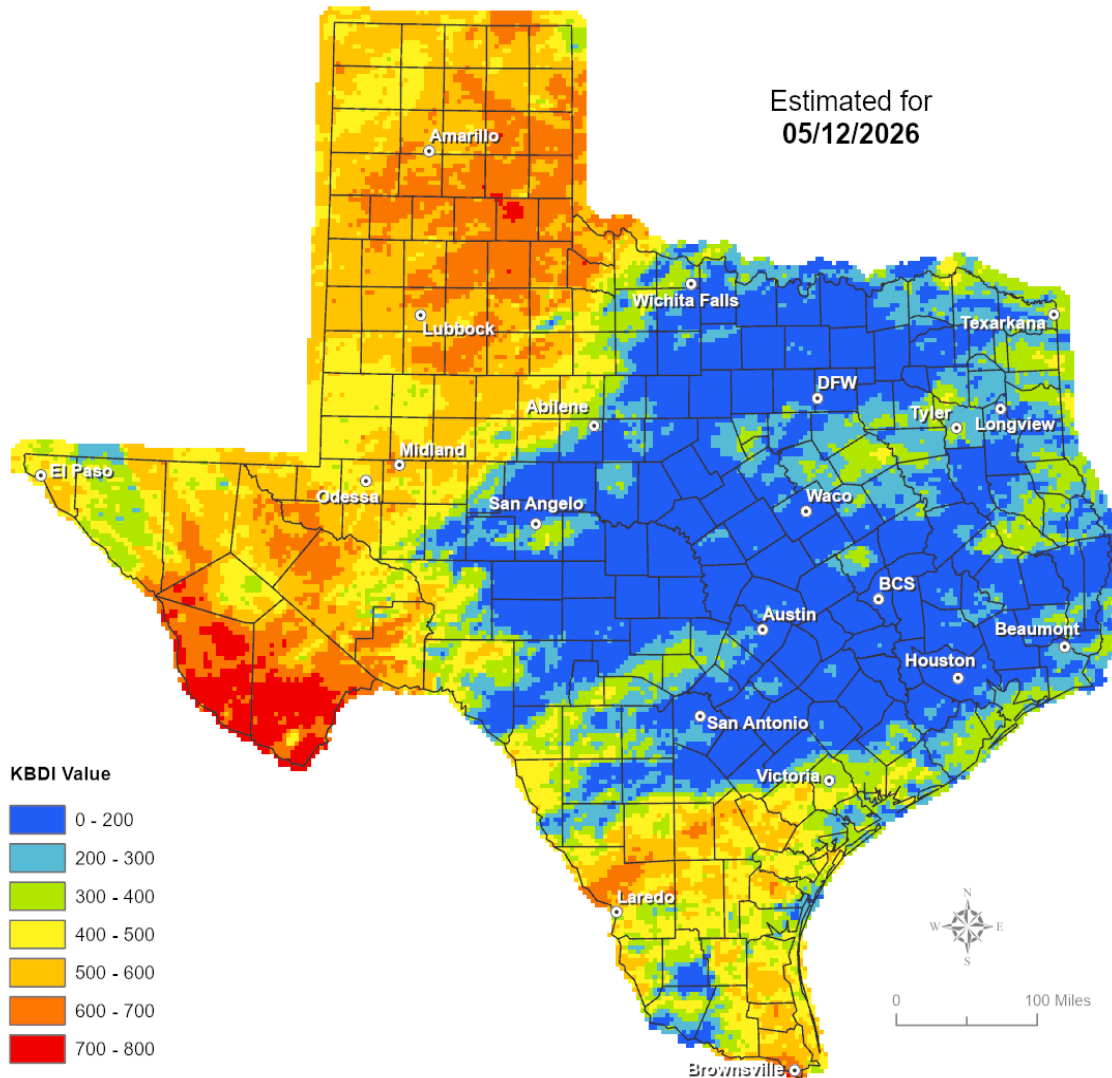 Estimated for
05/12/2026
Amarillo
Wichita Falls
Lubbock
Texarkana
DFW
Abilene
Tyler
Longview
Midland
El Paso
Odessa
San Angelo
Waco
BCS
Austin
Beaumont
Houston
San Antonio
KBDI Value
Victoria
0 - 200
200 - 300
300 - 400
Laredo
400 - 500
N
W
E
S
500 - 600
0
100 Miles
600 - 700
700 - 800
Brownsville